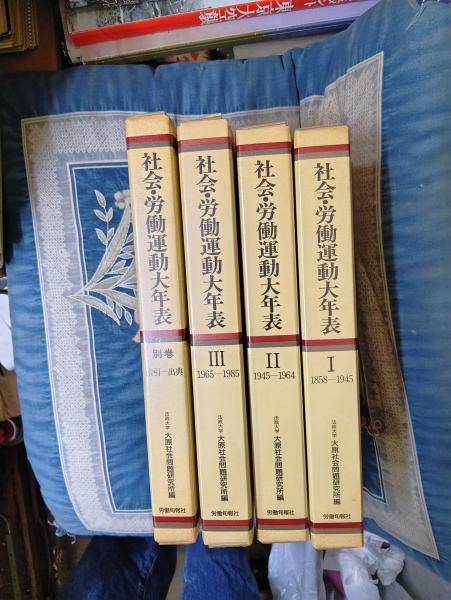 東京大空襲
社会・労働運動大年表
別巻
索引—出典
法政大学 大原社会問題研究所編
労働旬報社
社会・労働運動大年表
III
1965—1985
法政大学 大原社会問題研究所編
労働旬報社
社会・労働運動大年表
II
1945—1964
法政大学 大原社会問題研究所編
労働旬報社
社会・労働運動大年表
I
1858—1945
法政大学 大原社会問題研究所編
労働旬報社